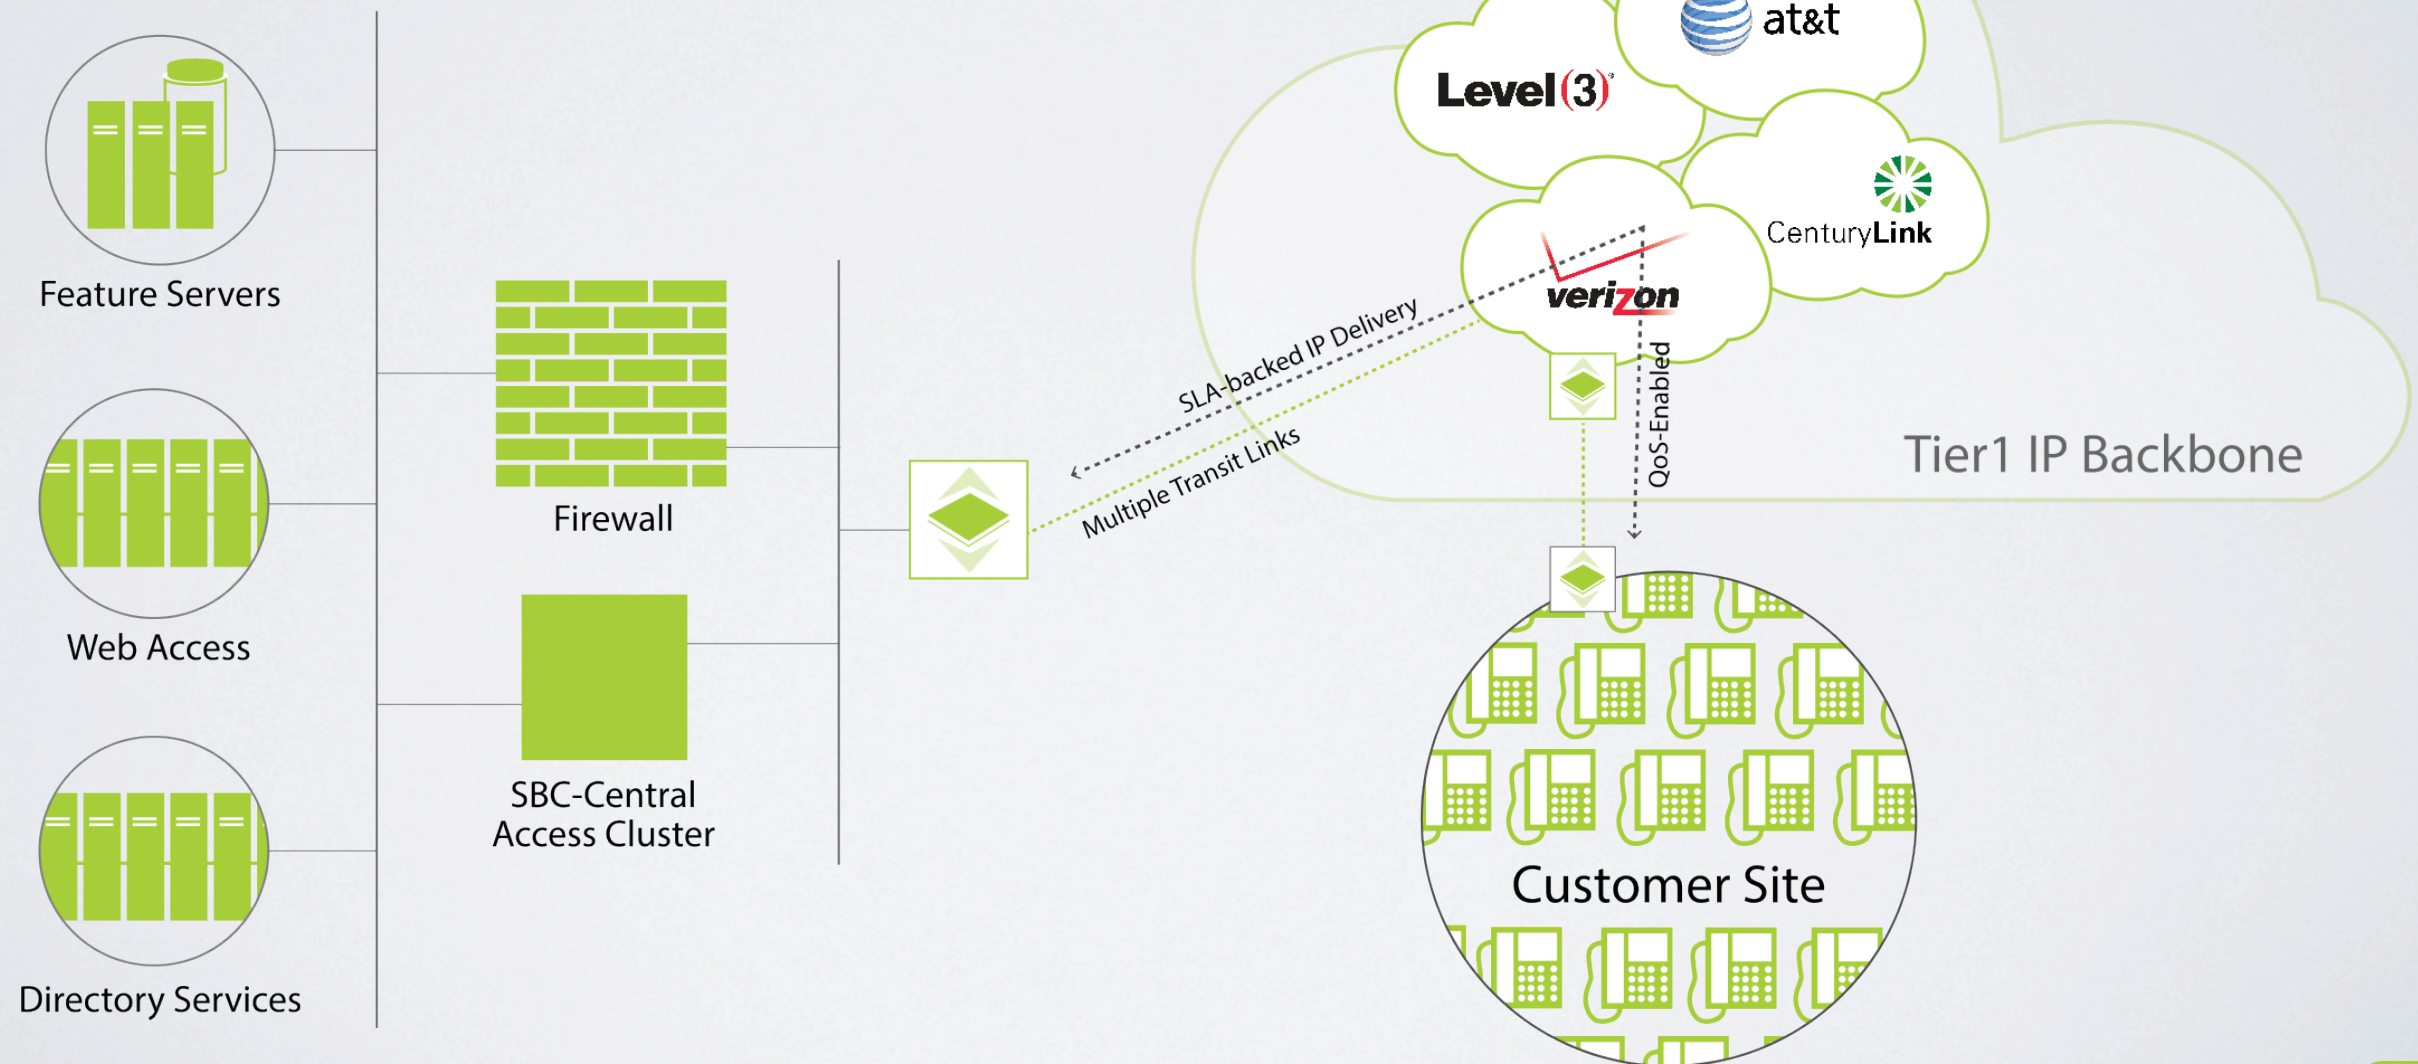 Feature Servers
Web Access
Directory Services
Firewall
SBC-Central
Access Cluster
SLA-backed IP Delivery
Multiple Transit Links
at&t
Level(3)
CenturyLink
verizon
QoS-Enabled
Tier1 IP Backbone
Customer Site